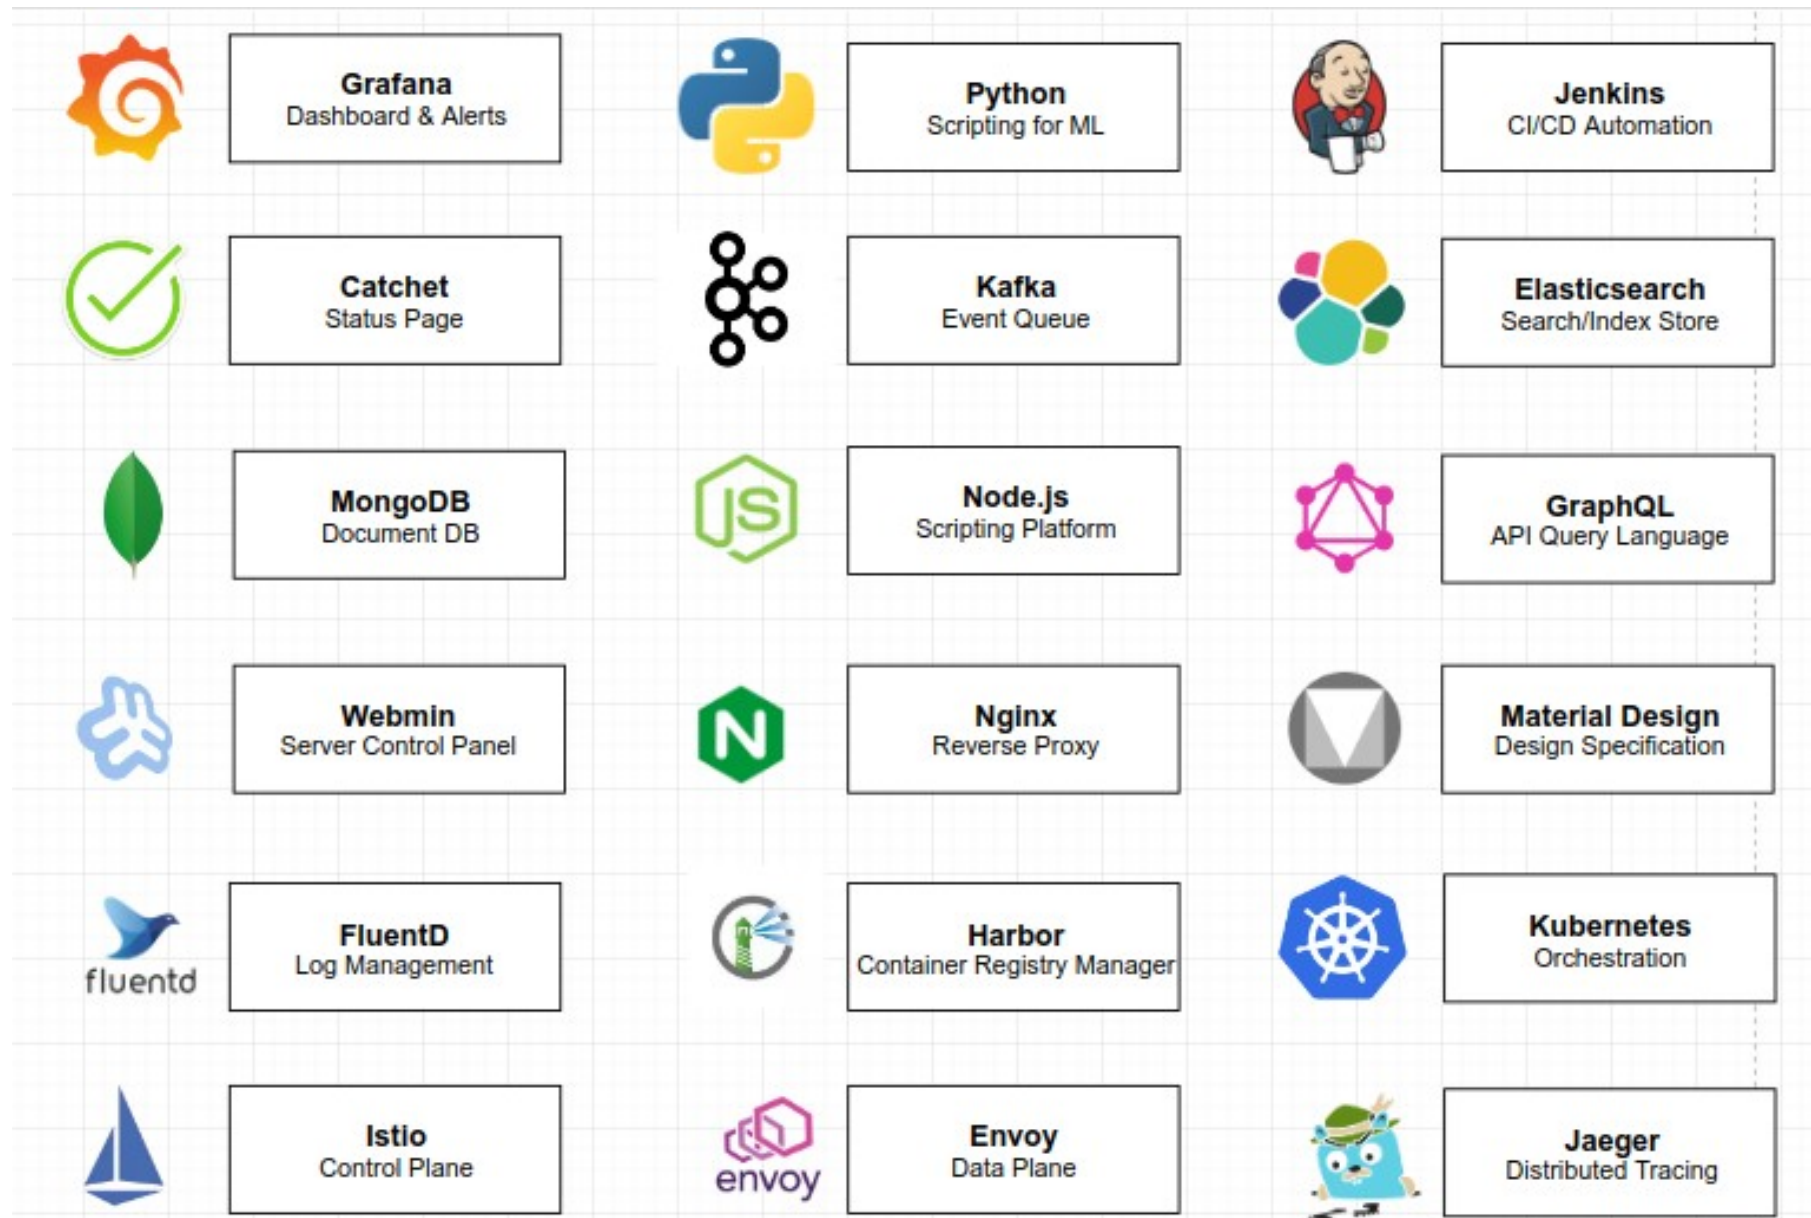 Grafana
Dashboard & Alerts
Python
Scripting for ML
Jenkins
CI/CD Automation
Catchet
Status Page
Kafka
Event Queue
Elasticsearch
Search/Index Store
MongoDB
Document DB
JS
Node.js
Scripting Platform
GraphQL
API Query Language
Webmin
Server Control Panel
N
Nginx
Reverse Proxy
Material Design
Design Specification
fluentd
FluentD
Log Management
Harbor
Container Registry Manager
Kubernetes
Orchestration
Istio
Control Plane
envoy
Envoy
Data Plane
Jaeger
Distributed Tracing